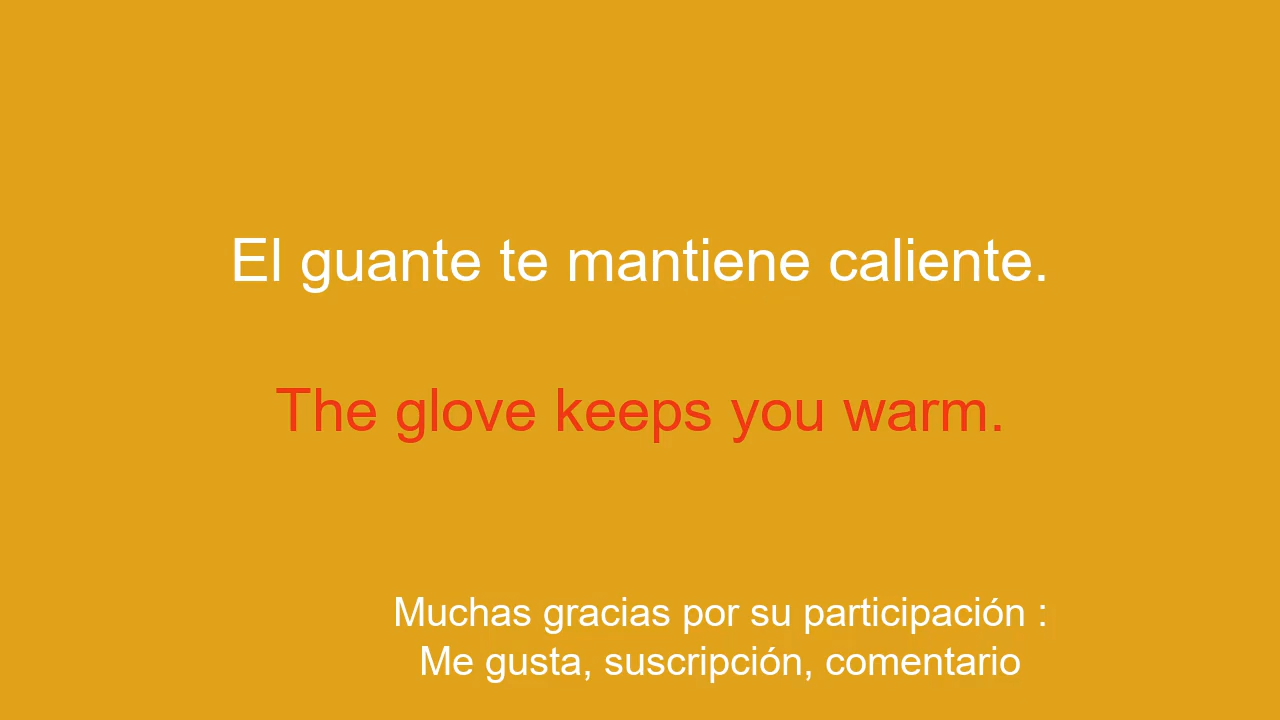 El guante te mantiene caliente.
The glove keeps you warm.
Muchas gracias por su participación :
Me gusta, suscripción, comentario